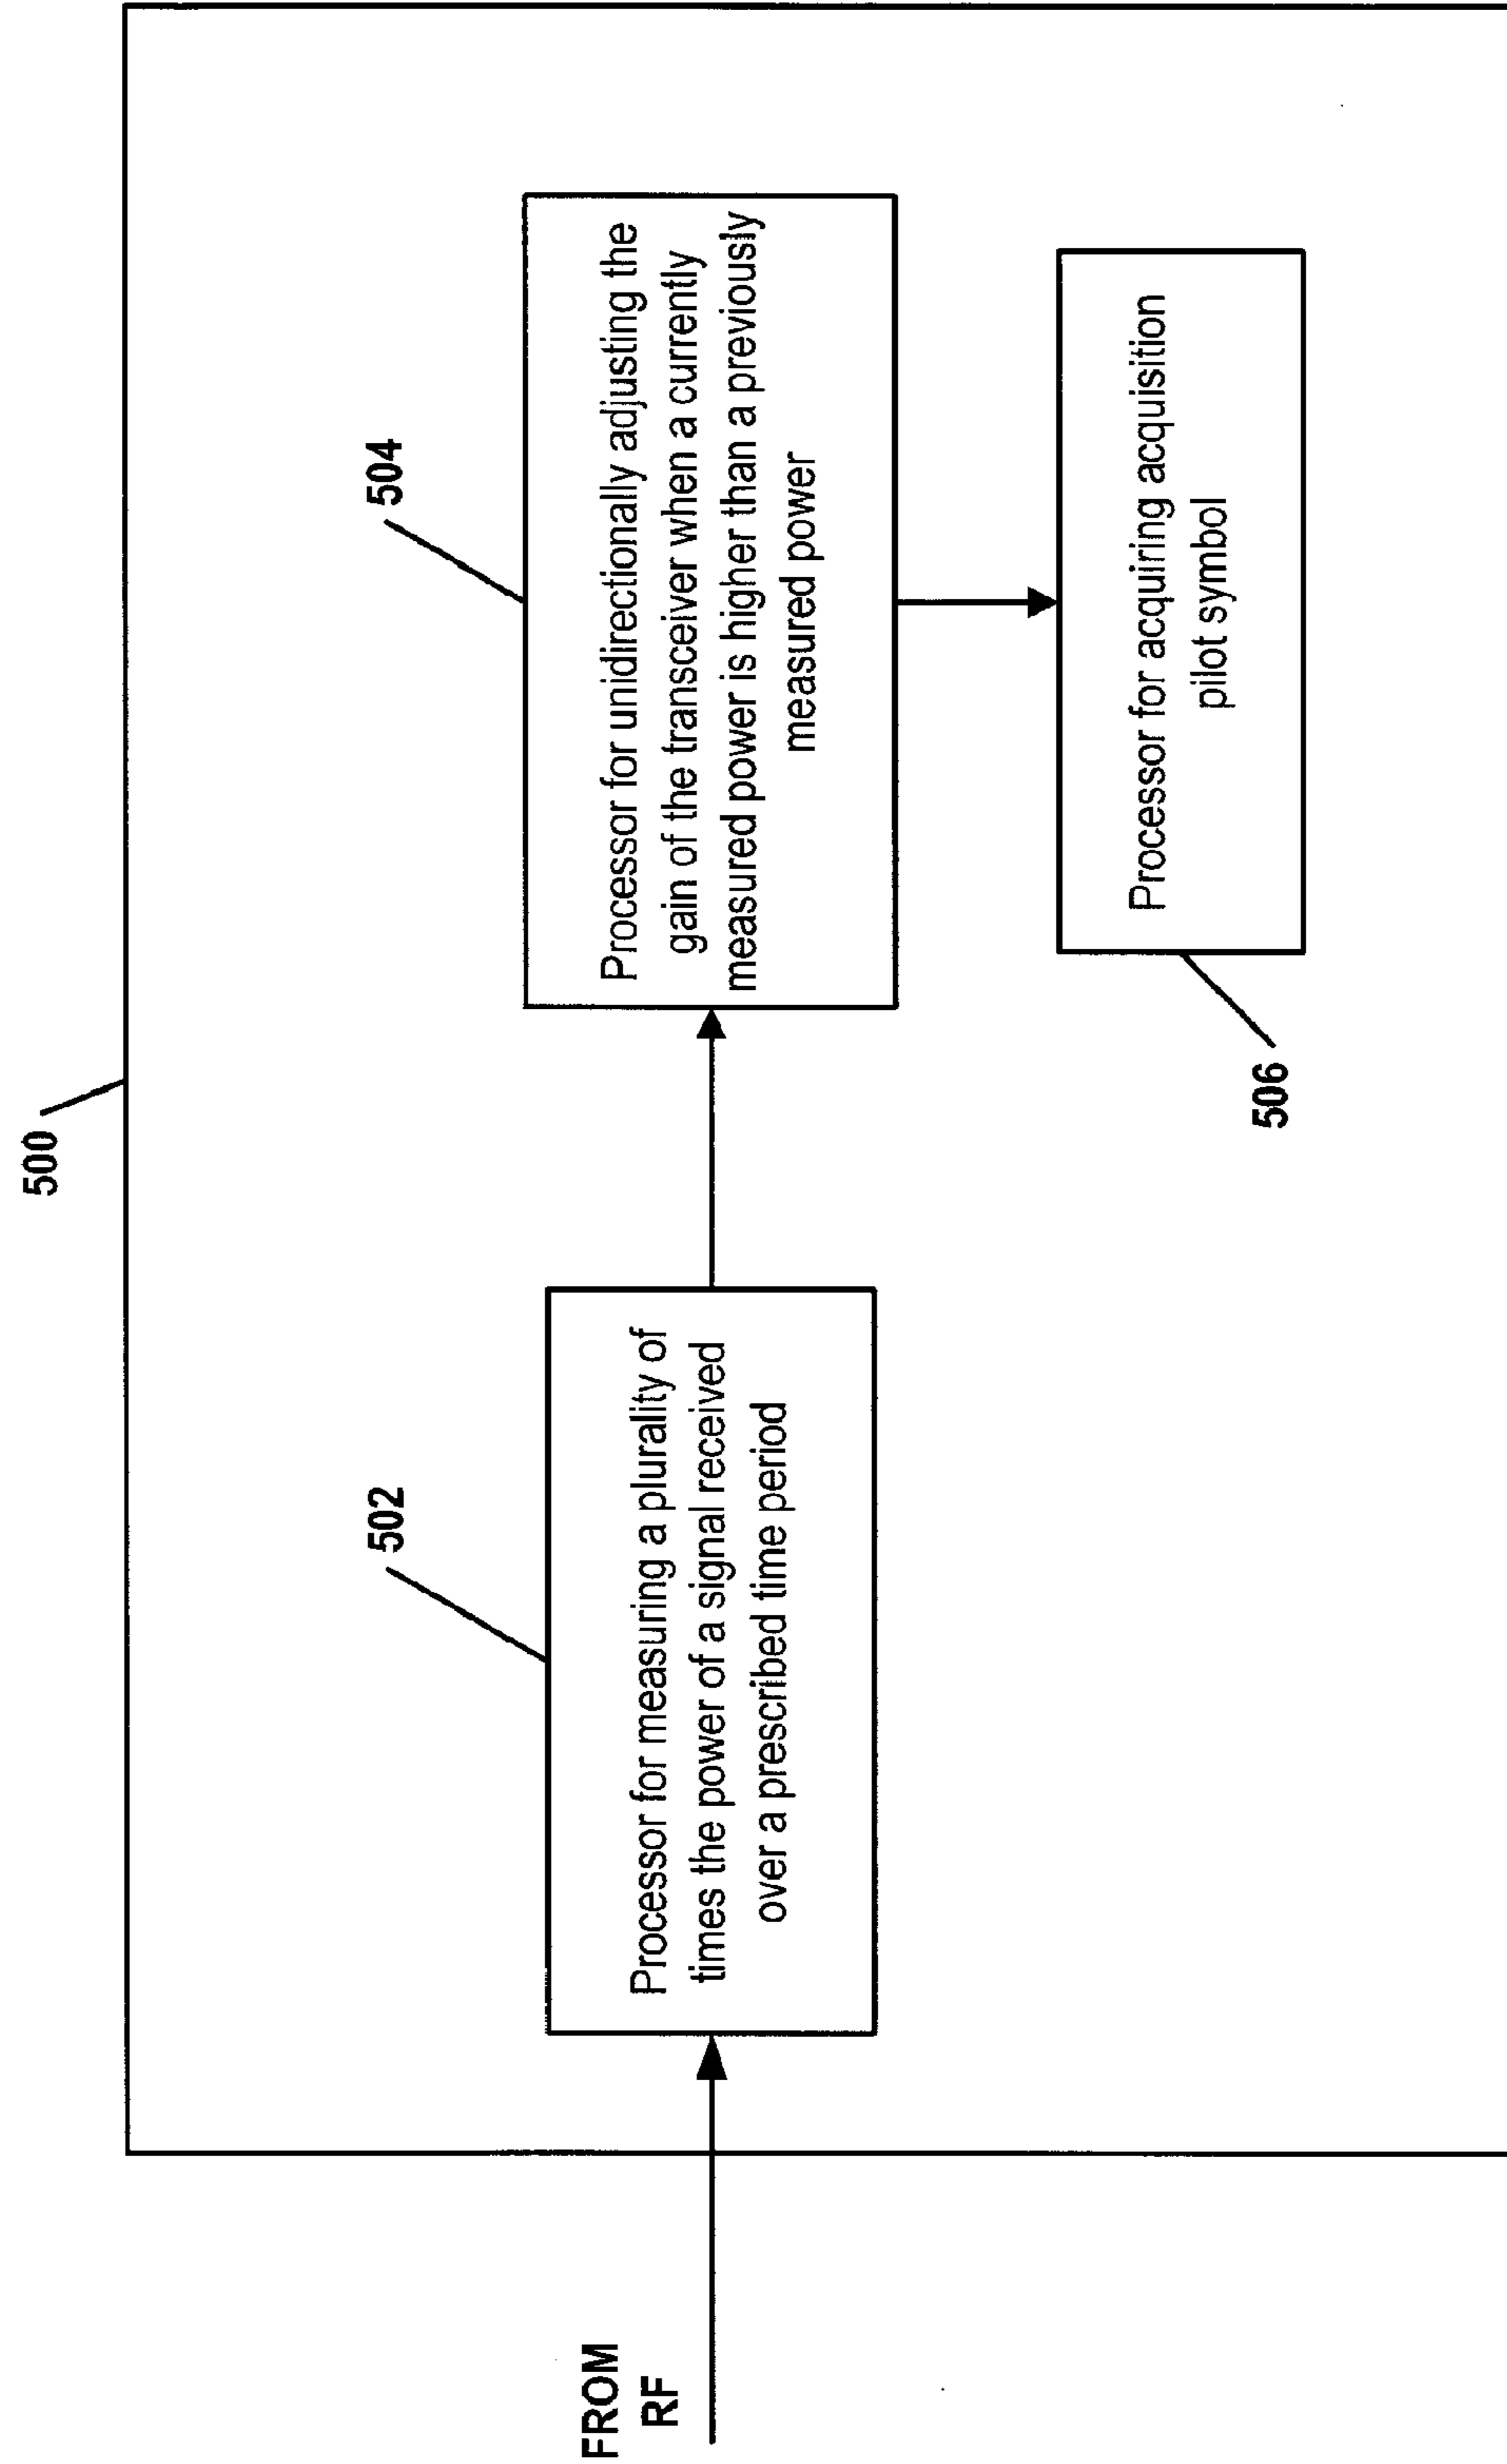 500
FROM
RF
502
Processor for measuring a plurality of
times the power of a signal received
over a prescribed time period
504
Processor for unidirectionally adjusting the
gain of the transceiver when a currently
measured power is higher than a previously
measured power
506
Processor for acquiring acquisition
pilot symbol